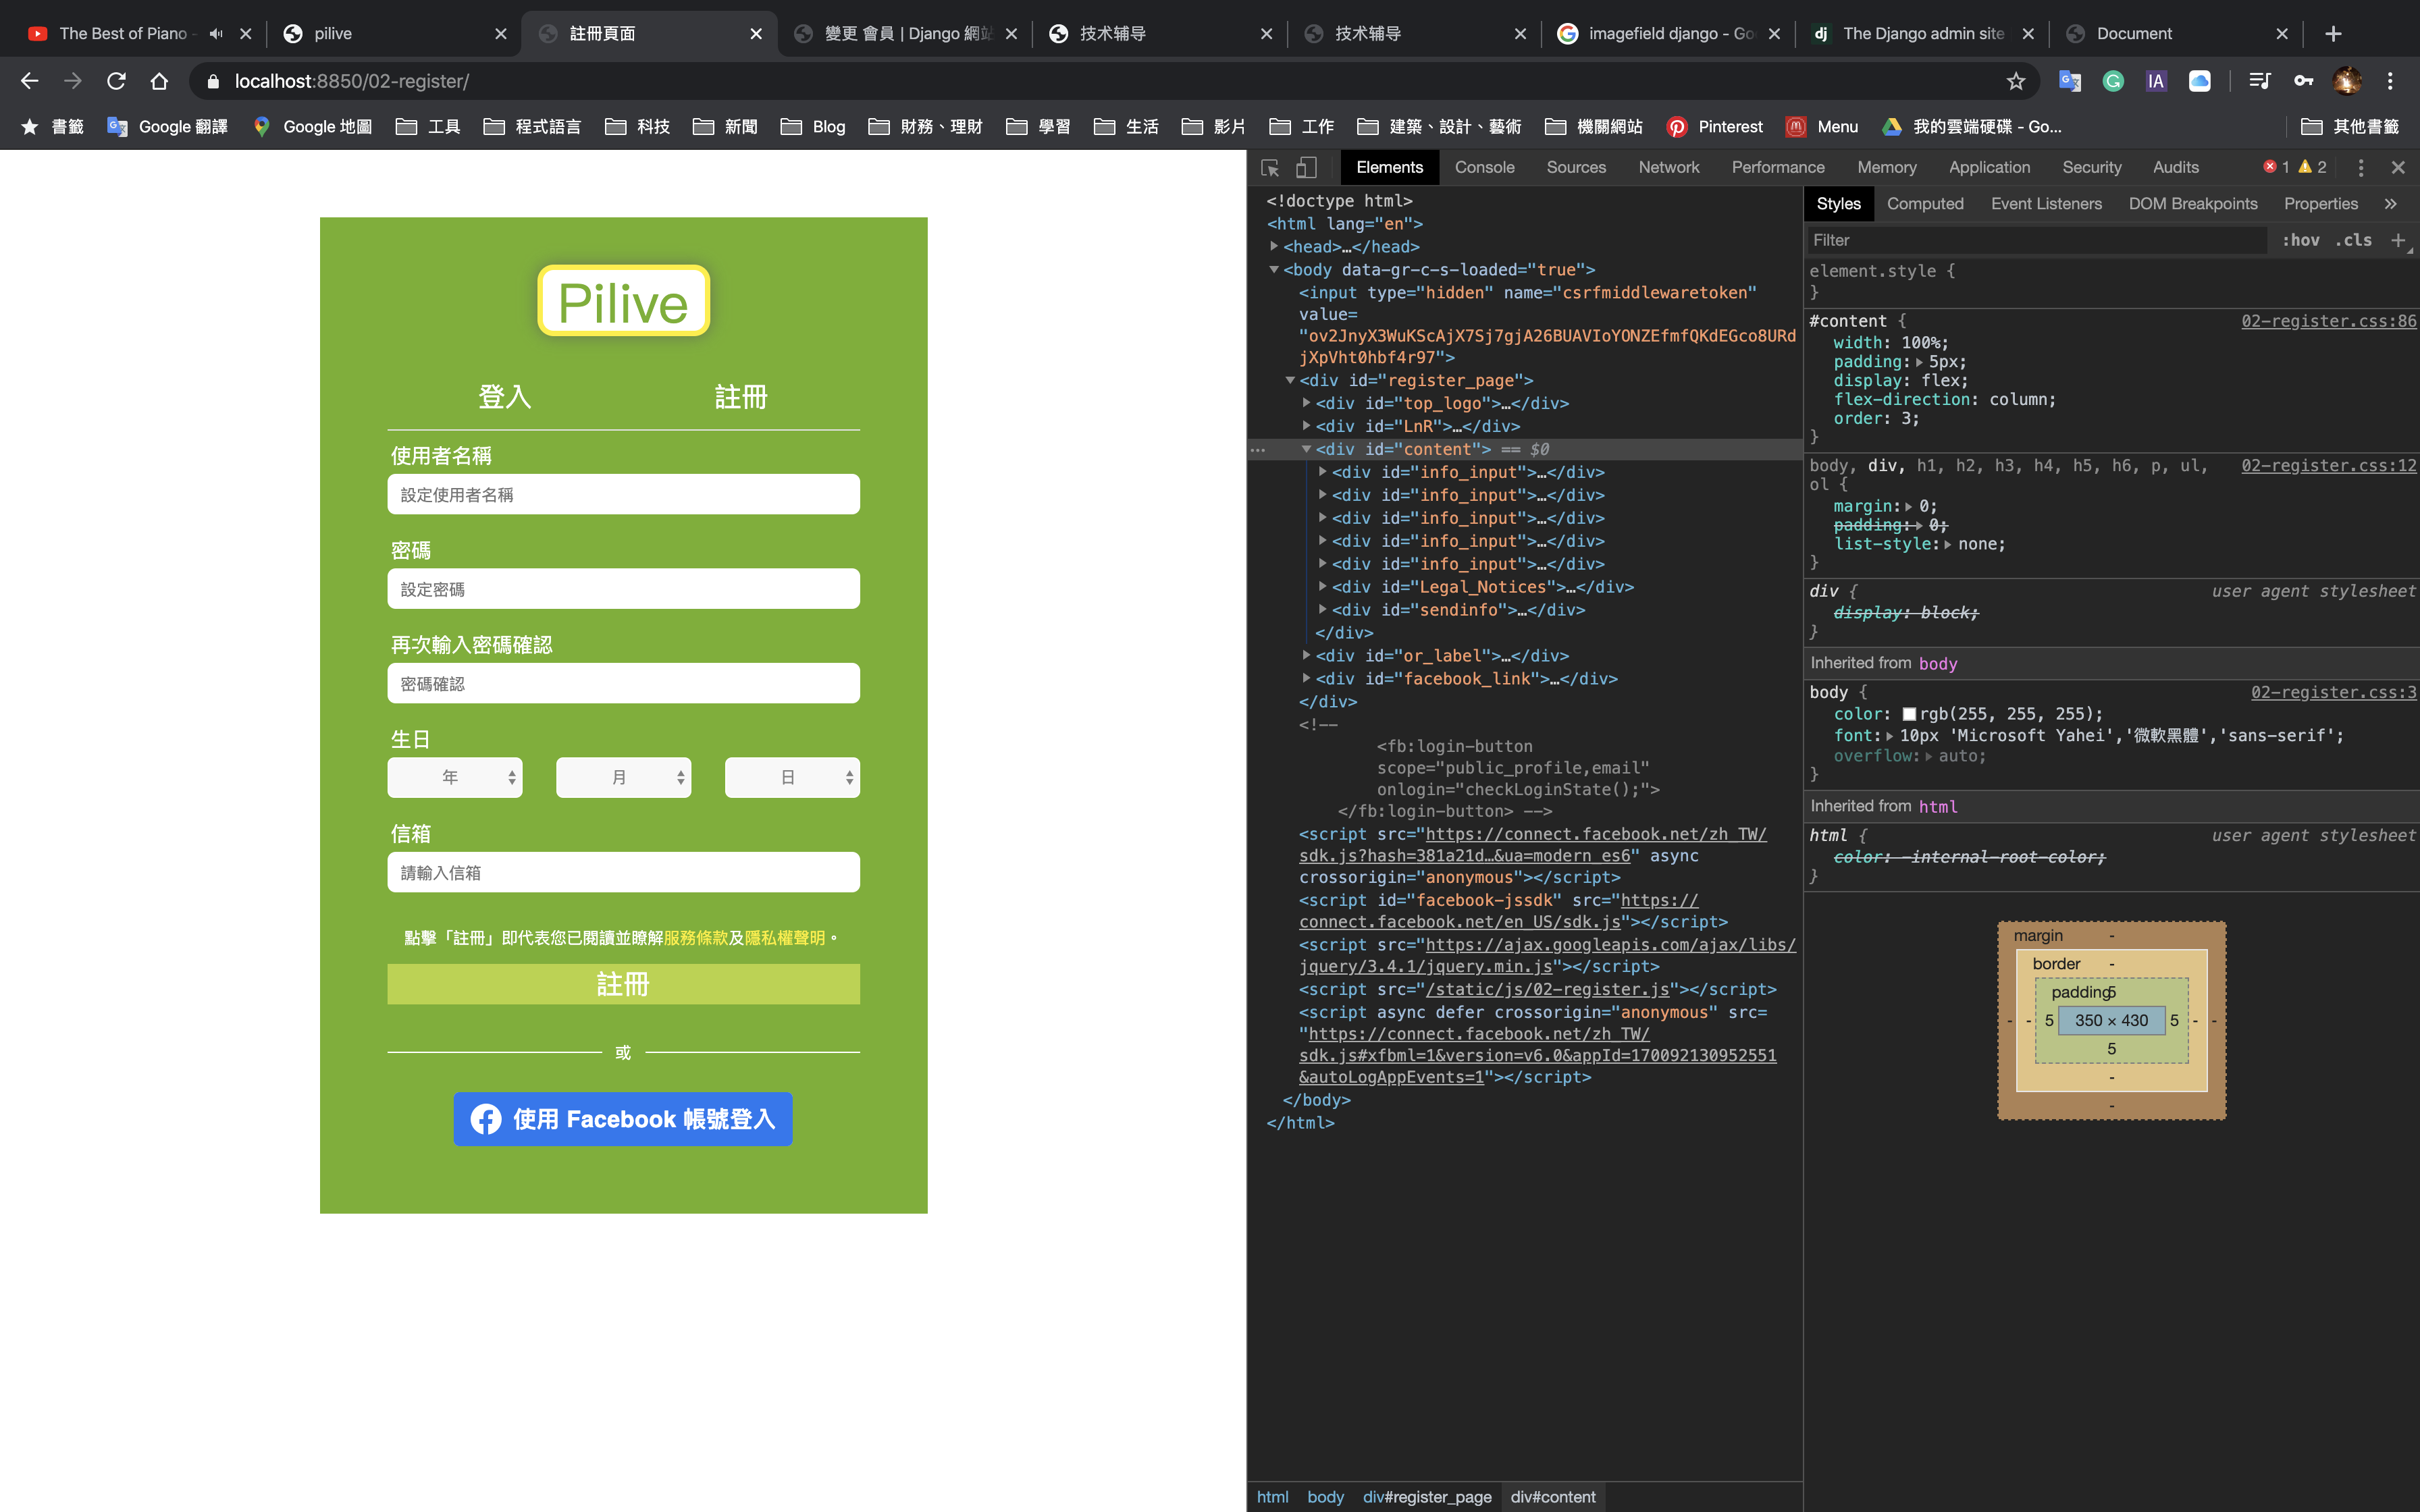 The Best of Piano -
pilive
註冊頁面
變更 會員 | Django 網站
技术辅导
技术辅导
imagefield django - Go
The Django admin site
Document
localhost:8850/02-register/
書籤
Google 翻譯
Google 地圖
工具
程式語言
科技
新聞
Blog
財務、理財
學習
生活
影片
工作
建築、設計、藝術
機關網站
Pinterest
Menu
我的雲端硬碟 - Go...
其他書籤
Pilive
登入 註冊
使用者名稱
設定使用者名稱
密碼
設定密碼
再次輸入密碼確認
密碼確認
生日
年 月 日
信箱
請輸入信箱
點擊「註冊」即代表您已閱讀並瞭解服務條款及隱私權聲明。
註冊
或
使用 Facebook 帳號登入
Elements Console Sources Network Performance Memory Application Security Audits 1 2
<!doctype html>
<html lang="en">
<head>…</head>
<body data-gr-c-s-loaded="true">
<input type="hidden" name="csrfmiddlewaretoken"
value=
"ov2JnyX3WuKScAjX7Sj7gjA26BUAVIoYONZEfmfQKdEGco8URd
jXpVht0hbf4r97">
<div id="register_page">
<div id="top_logo">…</div>
<div id="LnR">…</div>
<div id="content"> == $0
<div id="info_input">…</div>
<div id="info_input">…</div>
<div id="info_input">…</div>
<div id="info_input">…</div>
<div id="info_input">…</div>
<div id="Legal_Notices">…</div>
<div id="sendinfo">…</div>
</div>
<div id="or_label">…</div>
<div id="facebook_link">…</div>
</div>
<!--
<fb:login-button
scope="public_profile,email"
onlogin="checkLoginState();">
</fb:login-button> -->
<script src="https://connect.facebook.net/zh_TW/
sdk.js?hash=381a21d…&ua=modern_es6" async
crossorigin="anonymous"></script>
<script id="facebook-jssdk" src="https://
connect.facebook.net/en_US/sdk.js"></script>
<script src="https://ajax.googleapis.com/ajax/libs/
jquery/3.4.1/jquery.min.js"></script>
<script src="/static/js/02-register.js"></script>
<script async defer crossorigin="anonymous" src=
"https://connect.facebook.net/zh_TW/
sdk.js#xfbml=1&version=v6.0&appId=170092130952551
&autoLogAppEvents=1"></script>
</body>
</html>
html body div#register_page div#content
Styles Computed Event Listeners DOM Breakpoints Properties »
Filter :hov .cls +
element.style {
}
#content { 02-register.css:86
width: 100%;
padding: 5px;
display: flex;
flex-direction: column;
order: 3;
}
body, div, h1, h2, h3, h4, h5, h6, p, ul, 02-register.css:12
ol {
margin: 0;
padding: 0;
list-style: none;
}
div { user agent stylesheet
display: block;
}
Inherited from body
body { 02-register.css:3
color: rgb(255, 255, 255);
font: 10px 'Microsoft Yahei','微軟黑體','sans-serif';
overflow: auto;
}
Inherited from html
html { user agent stylesheet
color: -internal-root-color;
}
margin -
border -
padding 5
- - 5 350 × 430 5 - -
5
-
-